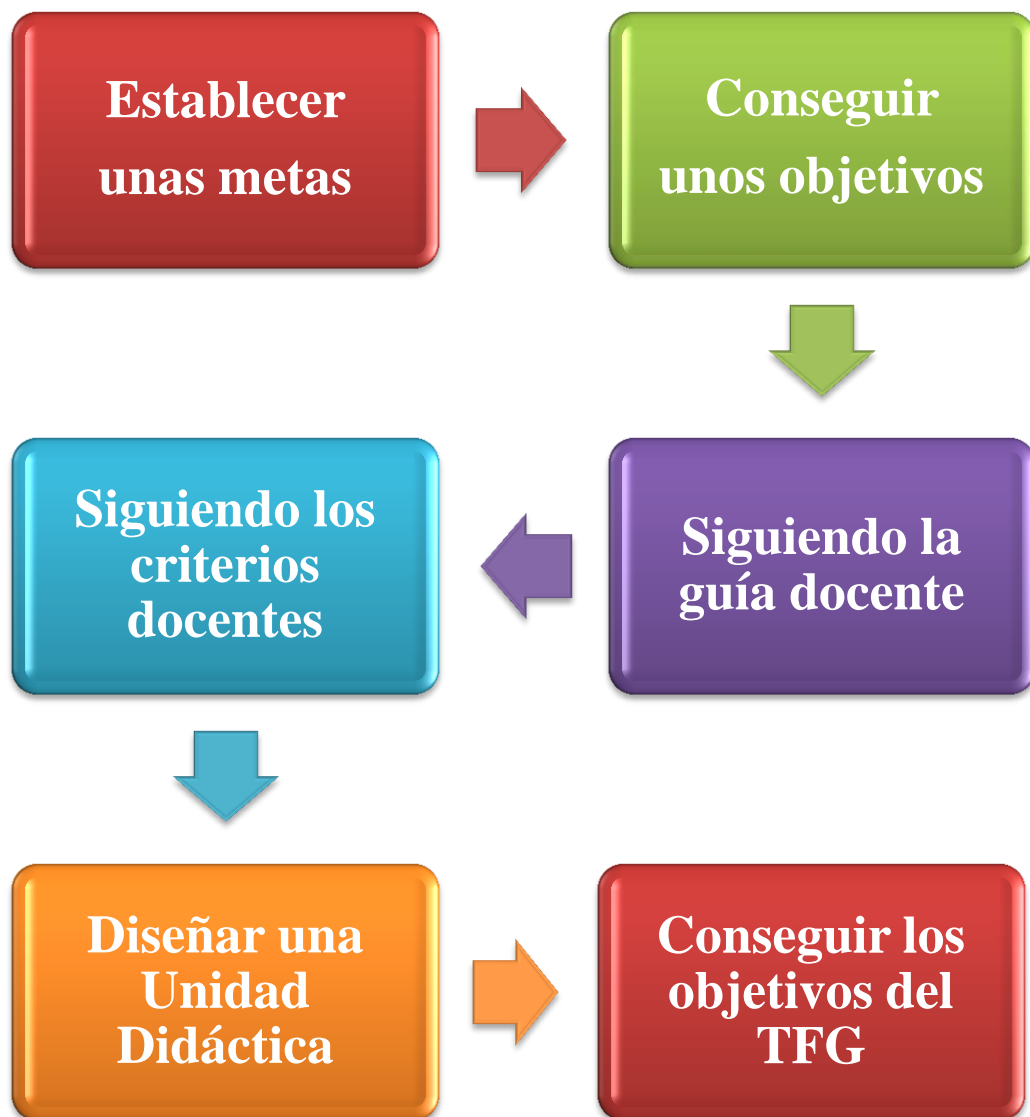 Establecer
unas metas
Conseguir
unos objetivos
Siguiendo la
guía docente
Siguiendo los
criterios
docentes
Diseñar una
Unidad
Didáctica
Conseguir los
objetivos del
TFG